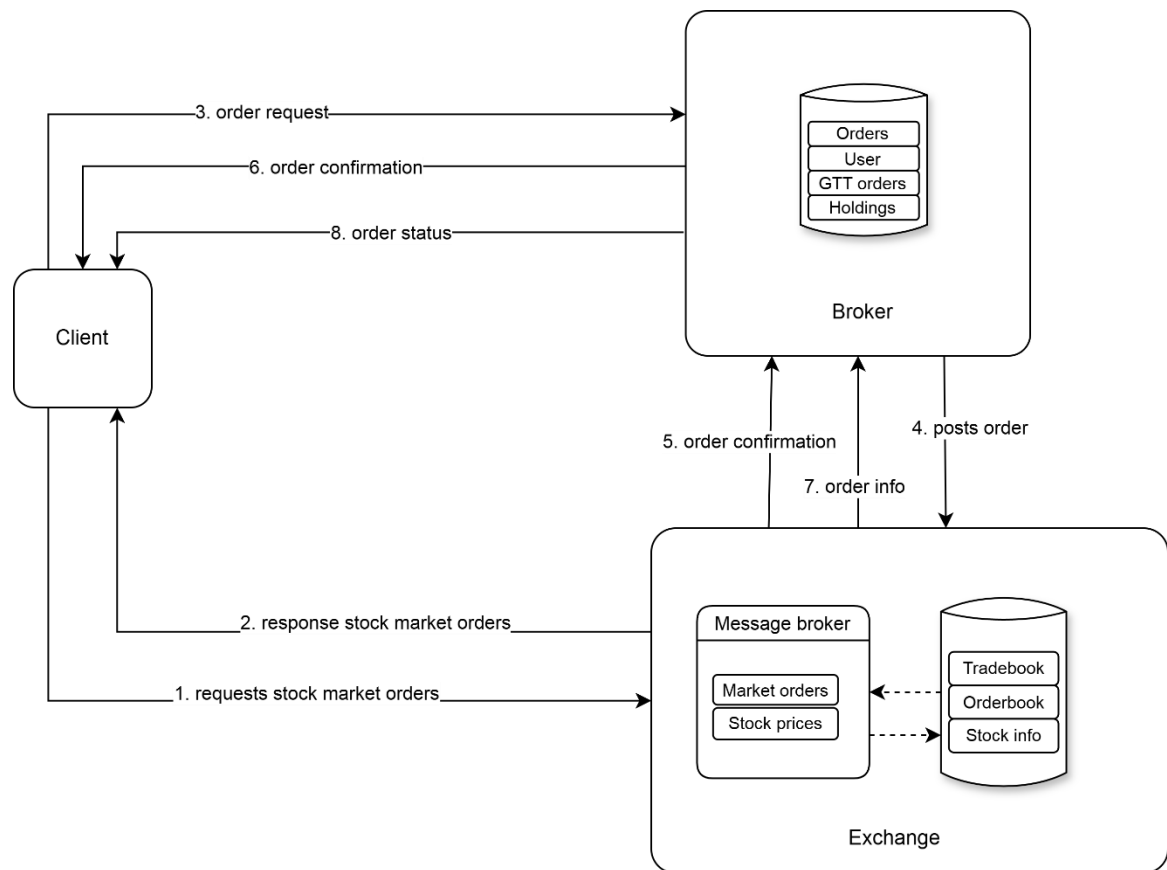 3. order request
6. order confirmation
8. order status
Orders
User
GTT orders
Holdings
Broker
Client
5. order confirmation
4. posts order
7. order info
2. response stock market orders
1. requests stock market orders
Message broker
Market orders
Stock prices
Tradebook
Orderbook
Stock info
Exchange